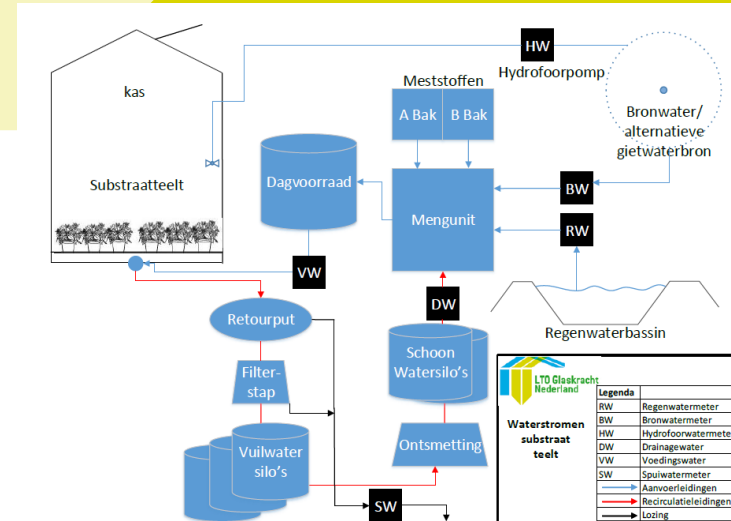 HW
Hydrofoorpomp
kas
Meststoffen
A Bak
B Bak
Bronwater/
alternatieve
gietwaterbron
Substraatteelt
Dagvoorraad
Mengunit
BW
RW
VW
DW
Regenwaterbassin
Retourput
Schoon
Watersilo's
Filter-
stap
Vuilwater
silo's
Ontsmetting
SW
LTO Glaskracht
Nederland
Waterstromen
substraat
teelt
Legenda
RW Regenwatermeter
BW Bronwatermeter
HW Hydrofoorwatermete
DW Drainagewater
VW Voedingswater
SW Spuiwatermeter
Aanvoerleidingen
Recirculatieleidingen
Lozing